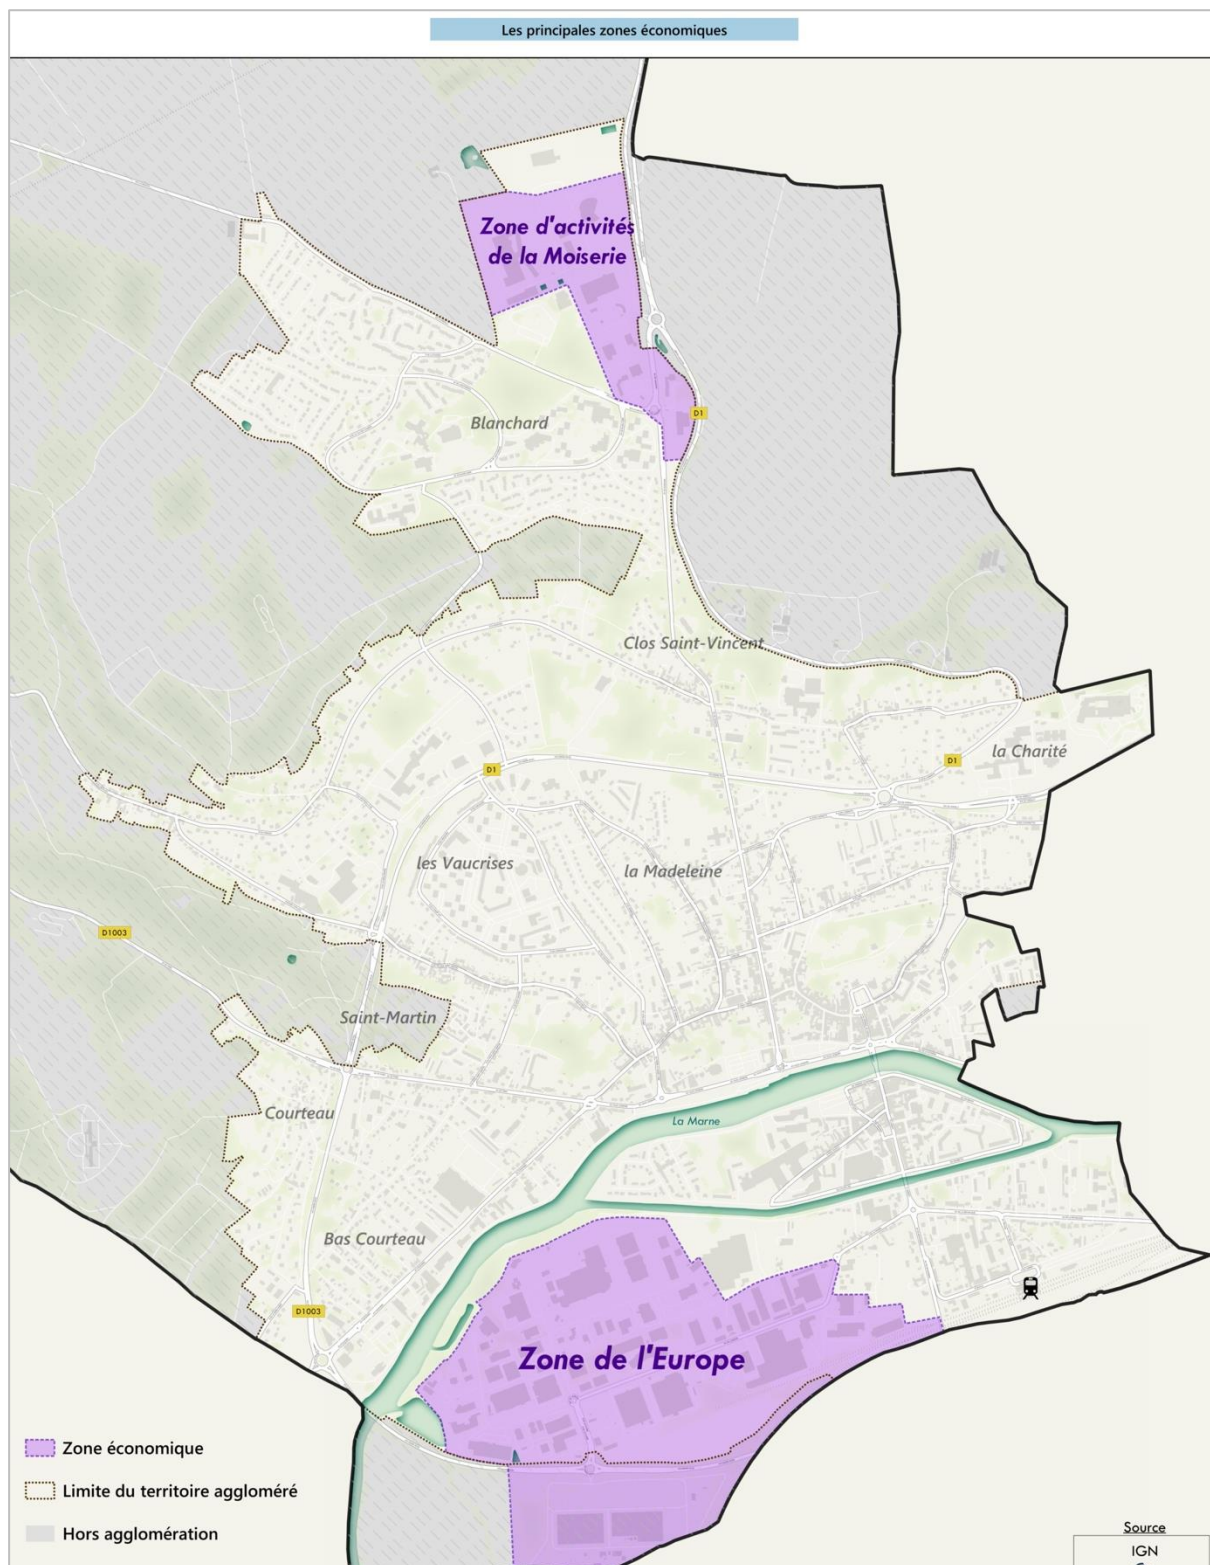 Les principales zones économiques
Zone d'activités
de la Moiserie
D1
Blanchard
Clos Saint-Vincent
la Charité
D1
D1
les Vaucrises
la Madeleine
D1003
Saint-Martin
Courteau
La Marne
Bas Courteau
D1003
Zone de l'Europe
Zone économique
Limite du territoire aggloméré
Hors agglomération
Source
IGN